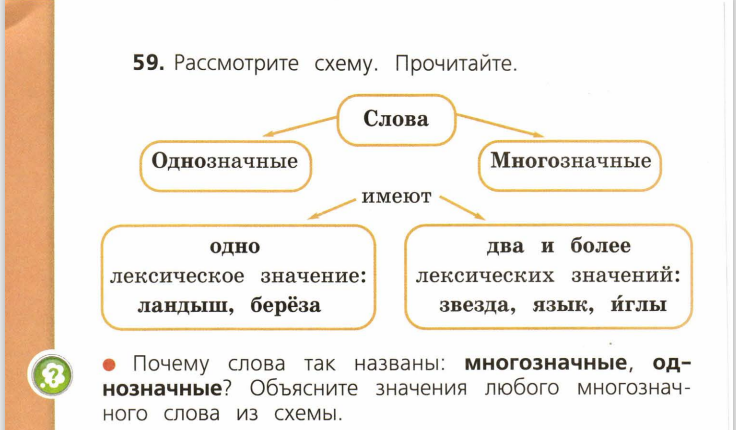 59. Рассмотрите схему. Прочитайте.
Слова
Однозначные
Многозначные
имеют
одно
лексическое значение:
ландыш, берёза
два и более
лексических значений:
звезда, язык, и́глы
? • Почему слова так названы: многозначные, од-
нозначные? Объясните значения любого многознач-
ного слова из схемы.